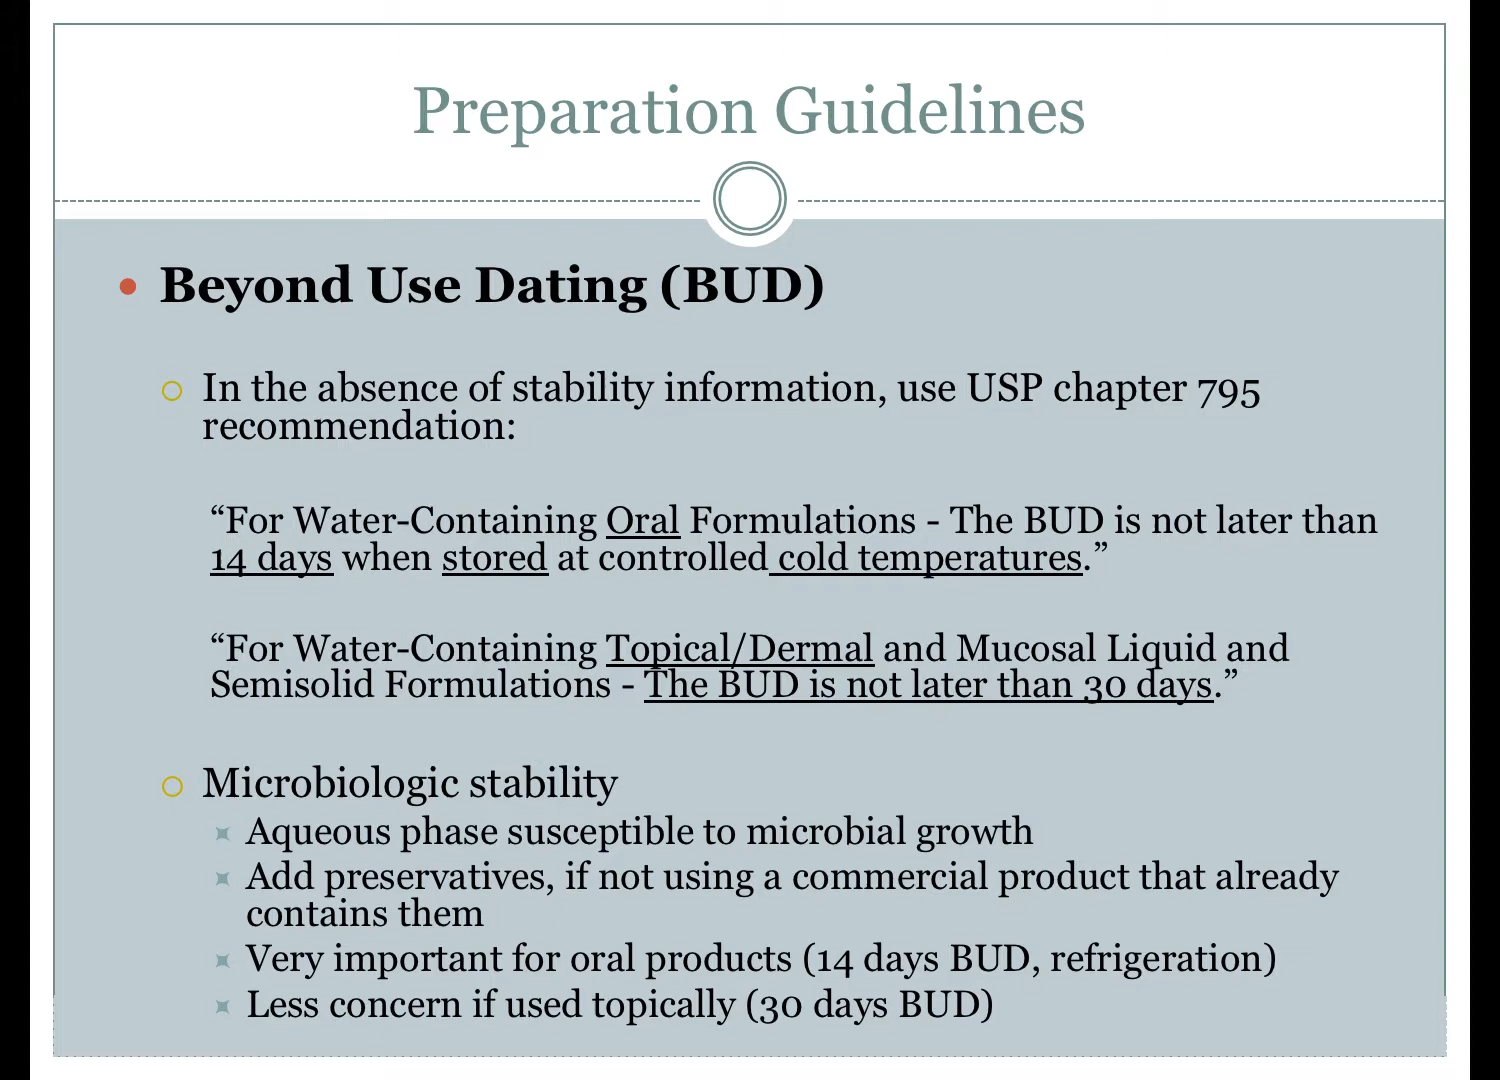 Preparation Guidelines
Beyond Use Dating (BUD)
In the absence of stability information, use USP chapter 795
recommendation:
“For Water-Containing Oral Formulations - The BUD is not later than
14 days when stored at controlled cold temperatures.”
“For Water-Containing Topical/Dermal and Mucosal Liquid and
Semisolid Formulations - The BUD is not later than 30 days.”
Microbiologic stability
Aqueous phase susceptible to microbial growth
Add preservatives, if not using a commercial product that already
contains them
Very important for oral products (14 days BUD, refrigeration)
Less concern if used topically (30 days BUD)